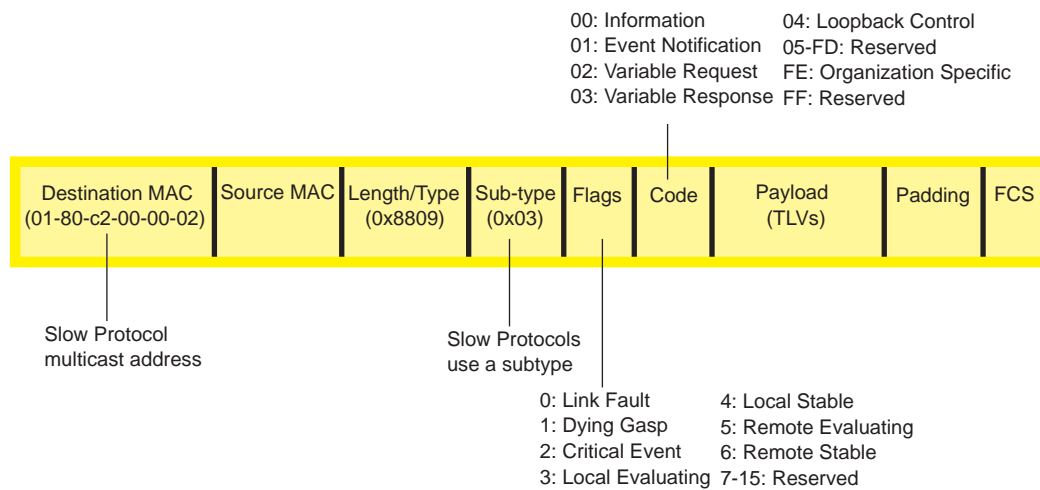 00: Information
01: Event Notification
02: Variable Request
03: Variable Response
04: Loopback Control
05-FD: Reserved
FE: Organization Specific
FF: Reserved
Destination MAC
(01-80-c2-00-00-02)
Source MAC
Length/Type
(0x8809)
Sub-type
(0x03)
Flags
Code
Payload
(TLVs)
Padding
FCS
Slow Protocol
multicast address
Slow Protocols
use a subtype
0: Link Fault
1: Dying Gasp
2: Critical Event
3: Local Evaluating
4: Local Stable
5: Remote Evaluating
6: Remote Stable
7-15: Reserved